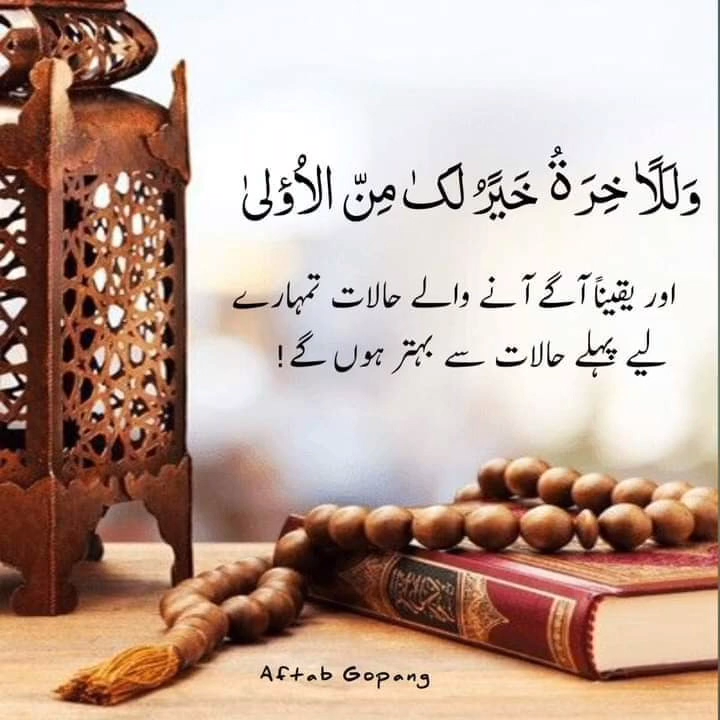 وَلَلْاٰ خِرَۃُ خَیْرٌ لَّکَ مِنَ الْاُوْلٰی
اور یقیناً آگے آنے والے حالات تمہارے
لیے پہلے حالات سے بہتر ہوں گے!
Aftab Gopang